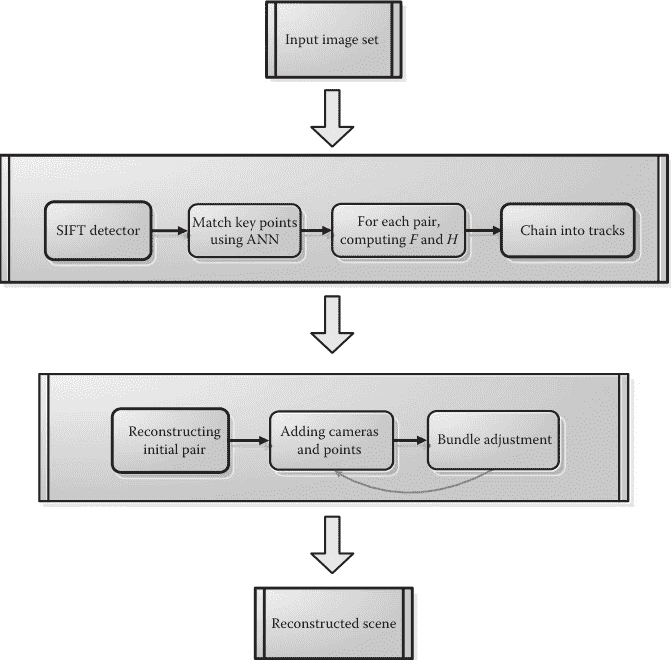 Input image set
SIFT detector
Match key points
using ANN
For each pair,
computing F and H
Chain into tracks
Reconstructing
initial pair
Adding cameras
and points
Bundle adjustment
Reconstructed scene